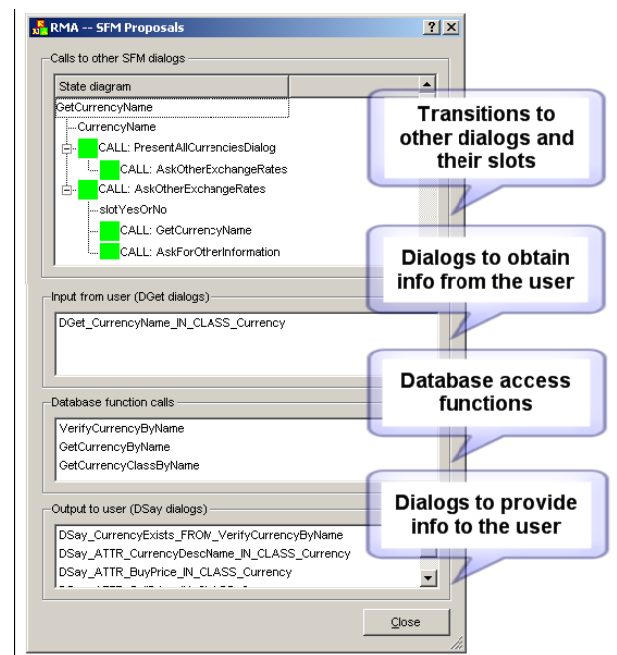 RMA -- SFM Proposals
Calls to other SFM dialogs
State diagram
GetCurrencyName
CurrencyName
CALL: PresentAllCurrenciesDialog
CALL: AskOtherExchangeRates
CALL: AskOtherExchangeRates
slotYesOrNo
CALL: GetCurrencyName
CALL: AskForOtherInformation
Transitions to
other dialogs and
their slots
Input from user (DGet dialogs)
DGet_CurrencyName_IN_CLASS_Currency
Dialogs to obtain
info from the user
Database function calls
VerifyCurrencyByName
GetCurrencyByName
GetCurrencyClassByName
Database access
functions
Output to user (DSay dialogs)
DSay_CurrencyExists_FROM_VerifyCurrencyByName
DSay_ATTR_CurrencyDescName_IN_CLASS_Currency
DSay_ATTR_BuyPrice_IN_CLASS_Currency
Dialogs to provide
info to the user
Close